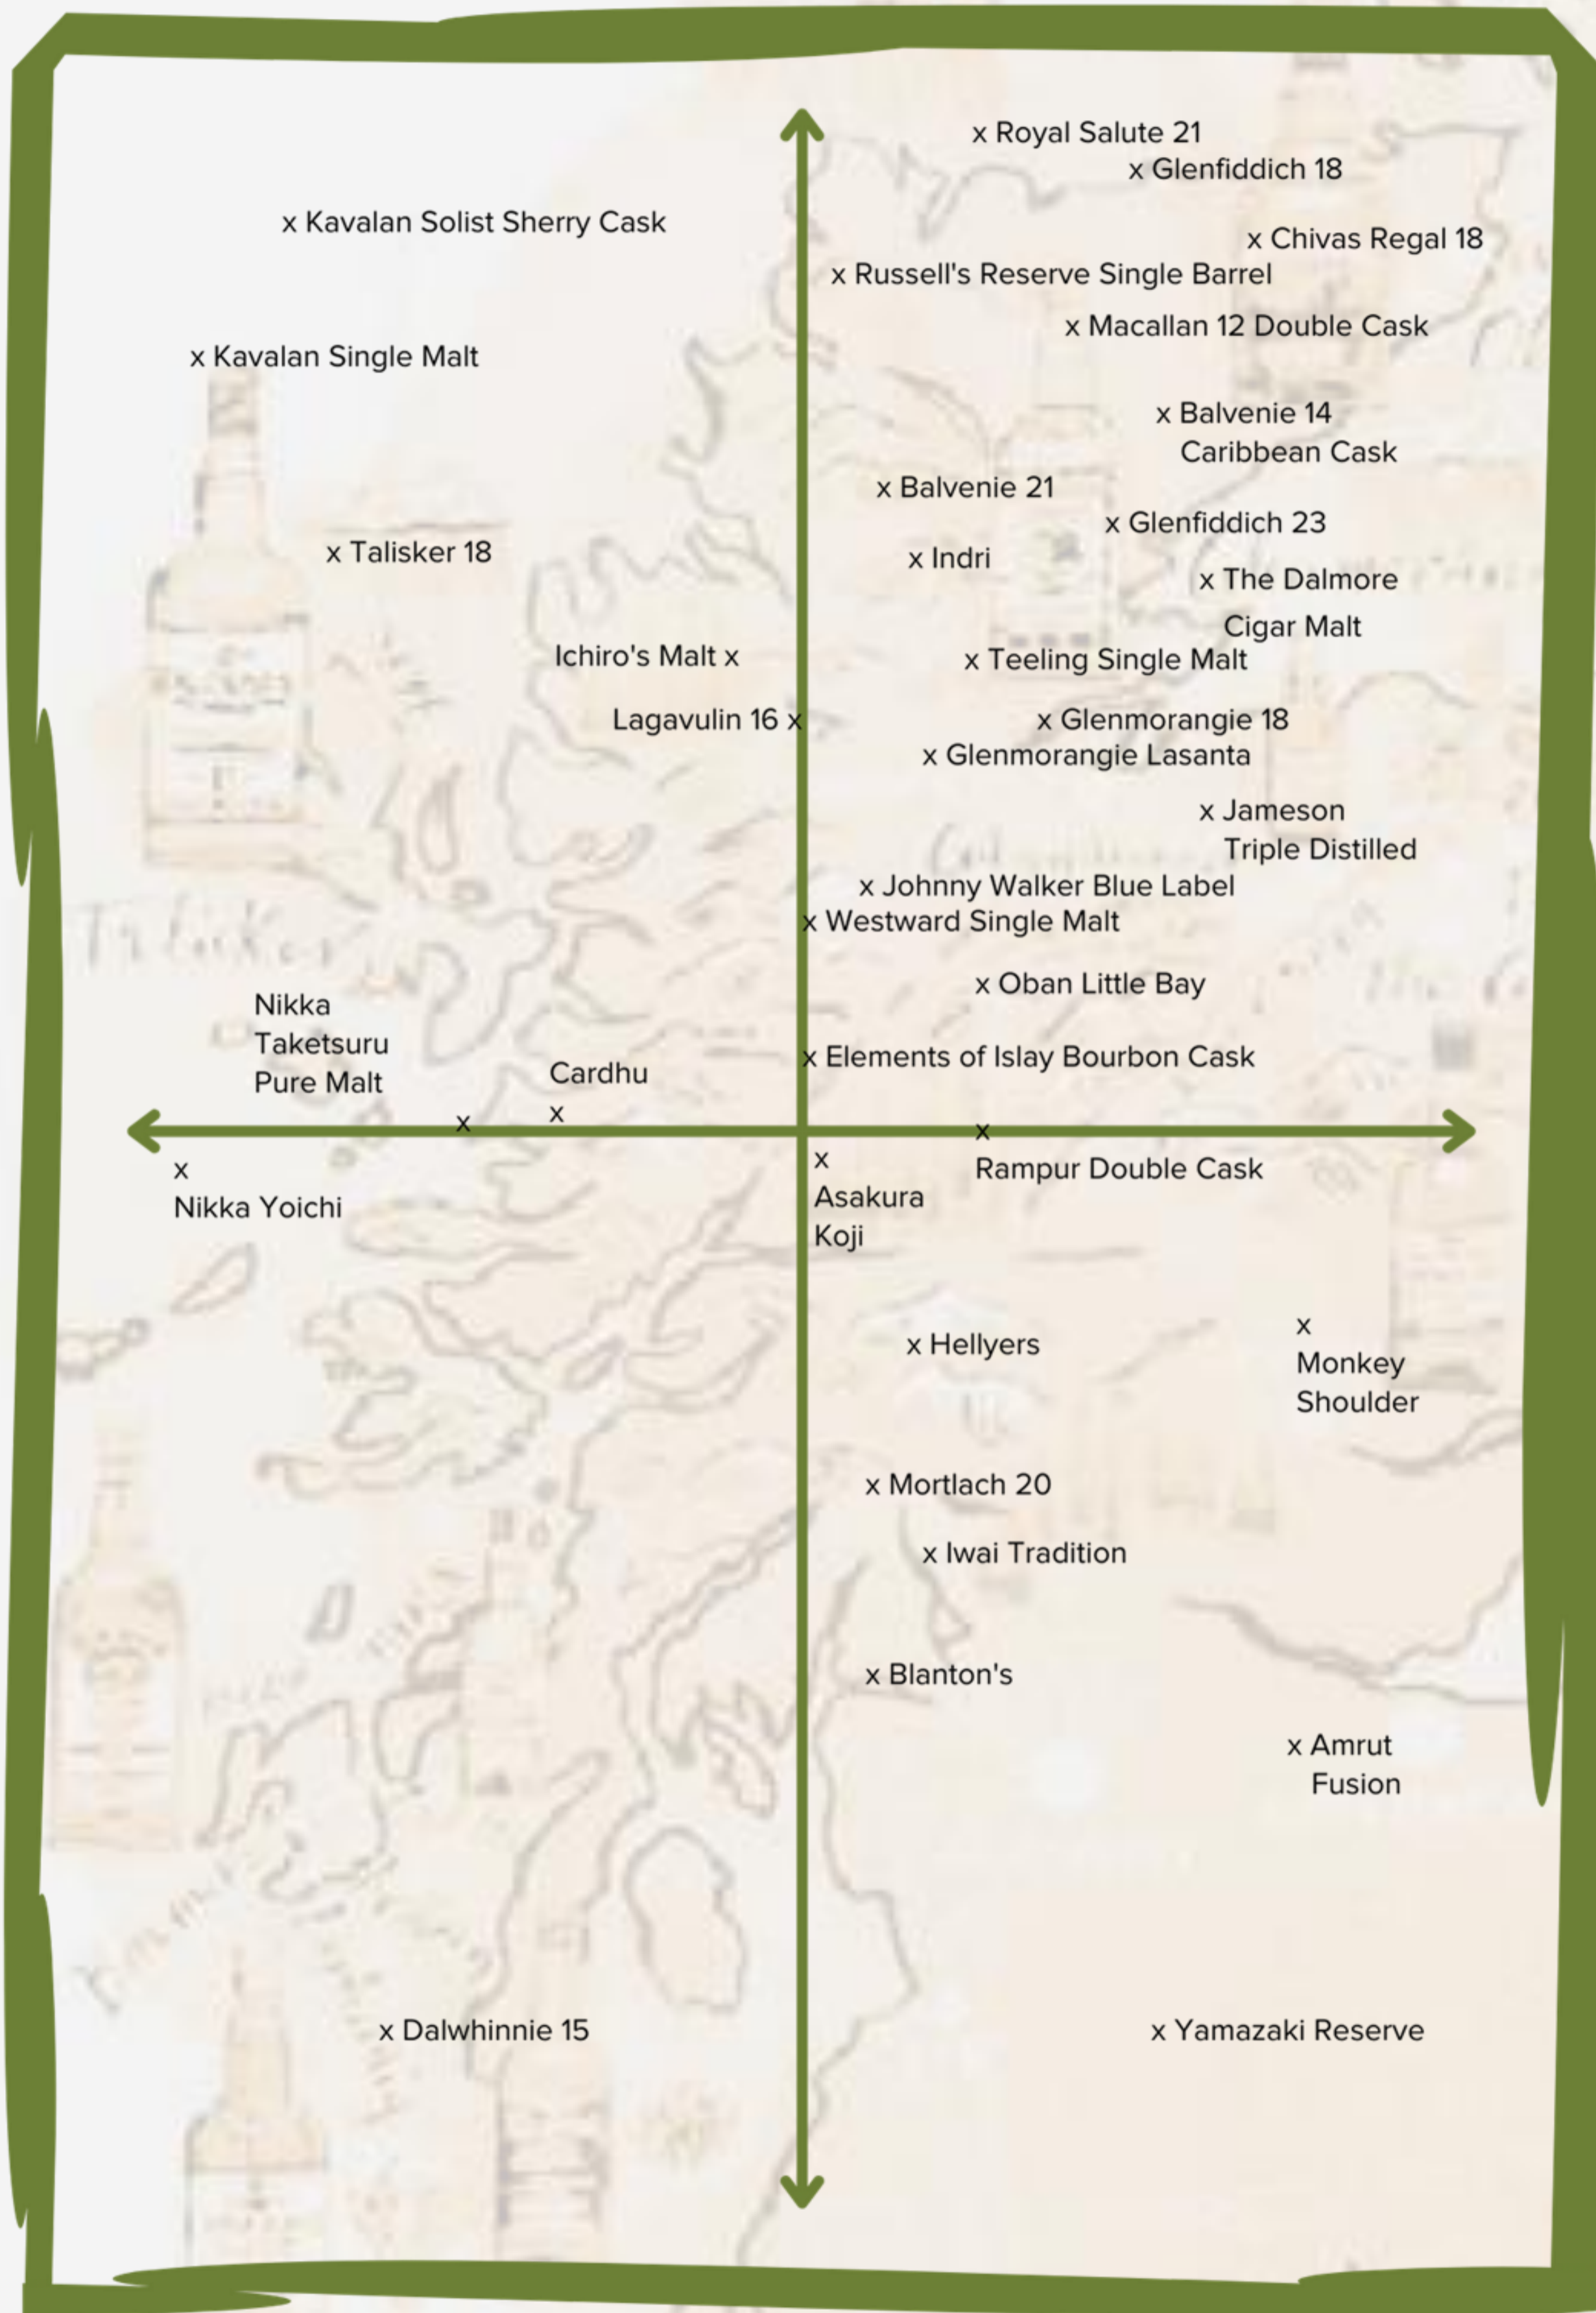 x Royal Salute 21
x Glenfiddich 18
x Kavalan Solist Sherry Cask
x Chivas Regal 18
x Russell's Reserve Single Barrel
x Macallan 12 Double Cask
x Kavalan Single Malt
x Balvenie 14
Caribbean Cask
x Balvenie 21
x Glenfiddich 23
x Talisker 18
x Indri
x The Dalmore
Cigar Malt
Ichiro's Malt x
x Teeling Single Malt
Lagavulin 16 x
x Glenmorangie 18
x Glenmorangie Lasanta
x Jameson
Triple Distilled
x Johnny Walker Blue Label
x Westward Single Malt
x Oban Little Bay
Nikka
Taketsuru
Pure Malt
x
x Elements of Islay Bourbon Cask
Cardhu
x
x
Rampur Double Cask
x
Nikka Yoichi
x
Asakura
Koji
x
Monkey
Shoulder
x Hellyers
x Mortlach 20
x Iwai Tradition
x Blanton's
x Amrut
Fusion
x Dalwhinnie 15
x Yamazaki Reserve